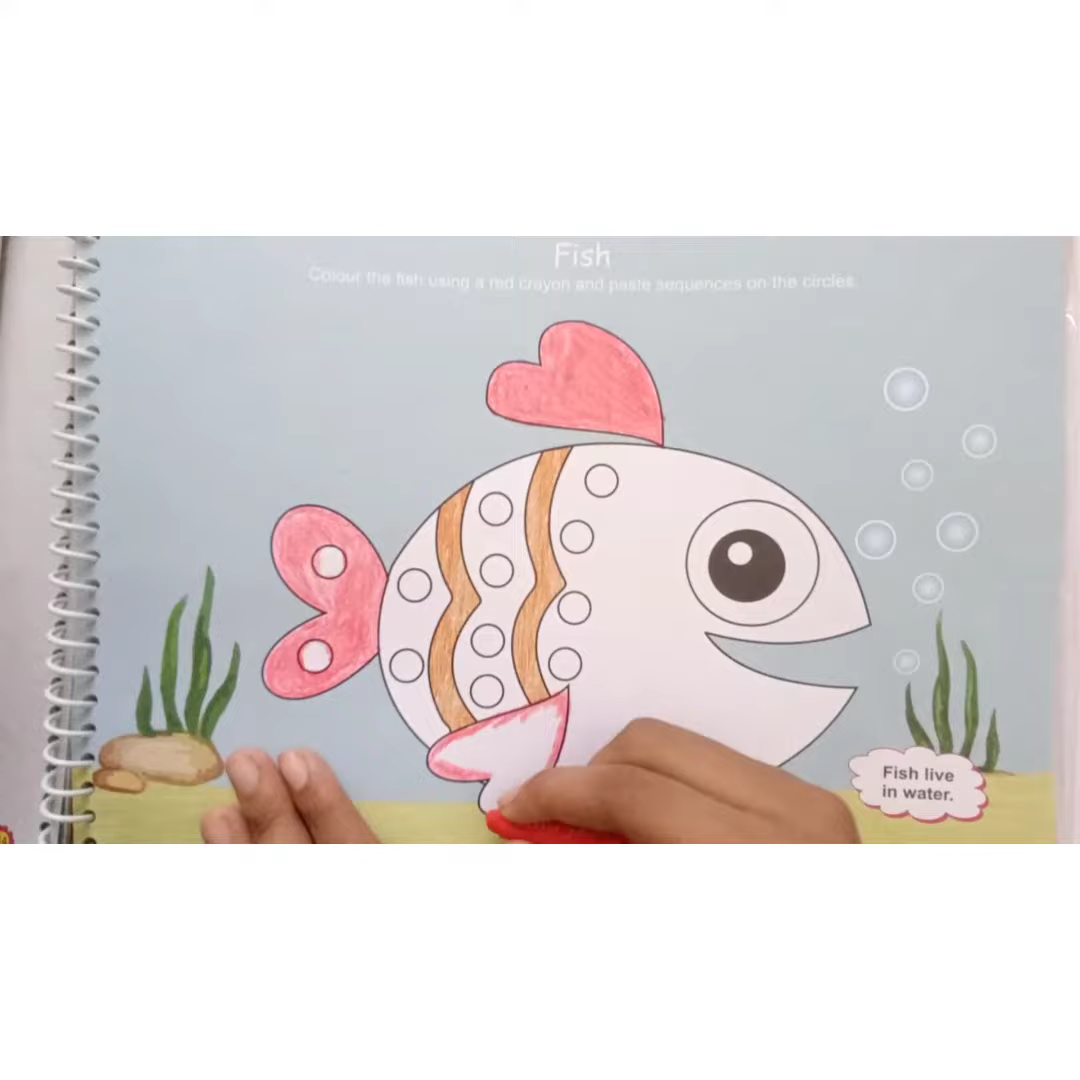 Fish
Colour the fish using a red crayon and paste sequences on the circles.
Fish live
in water.